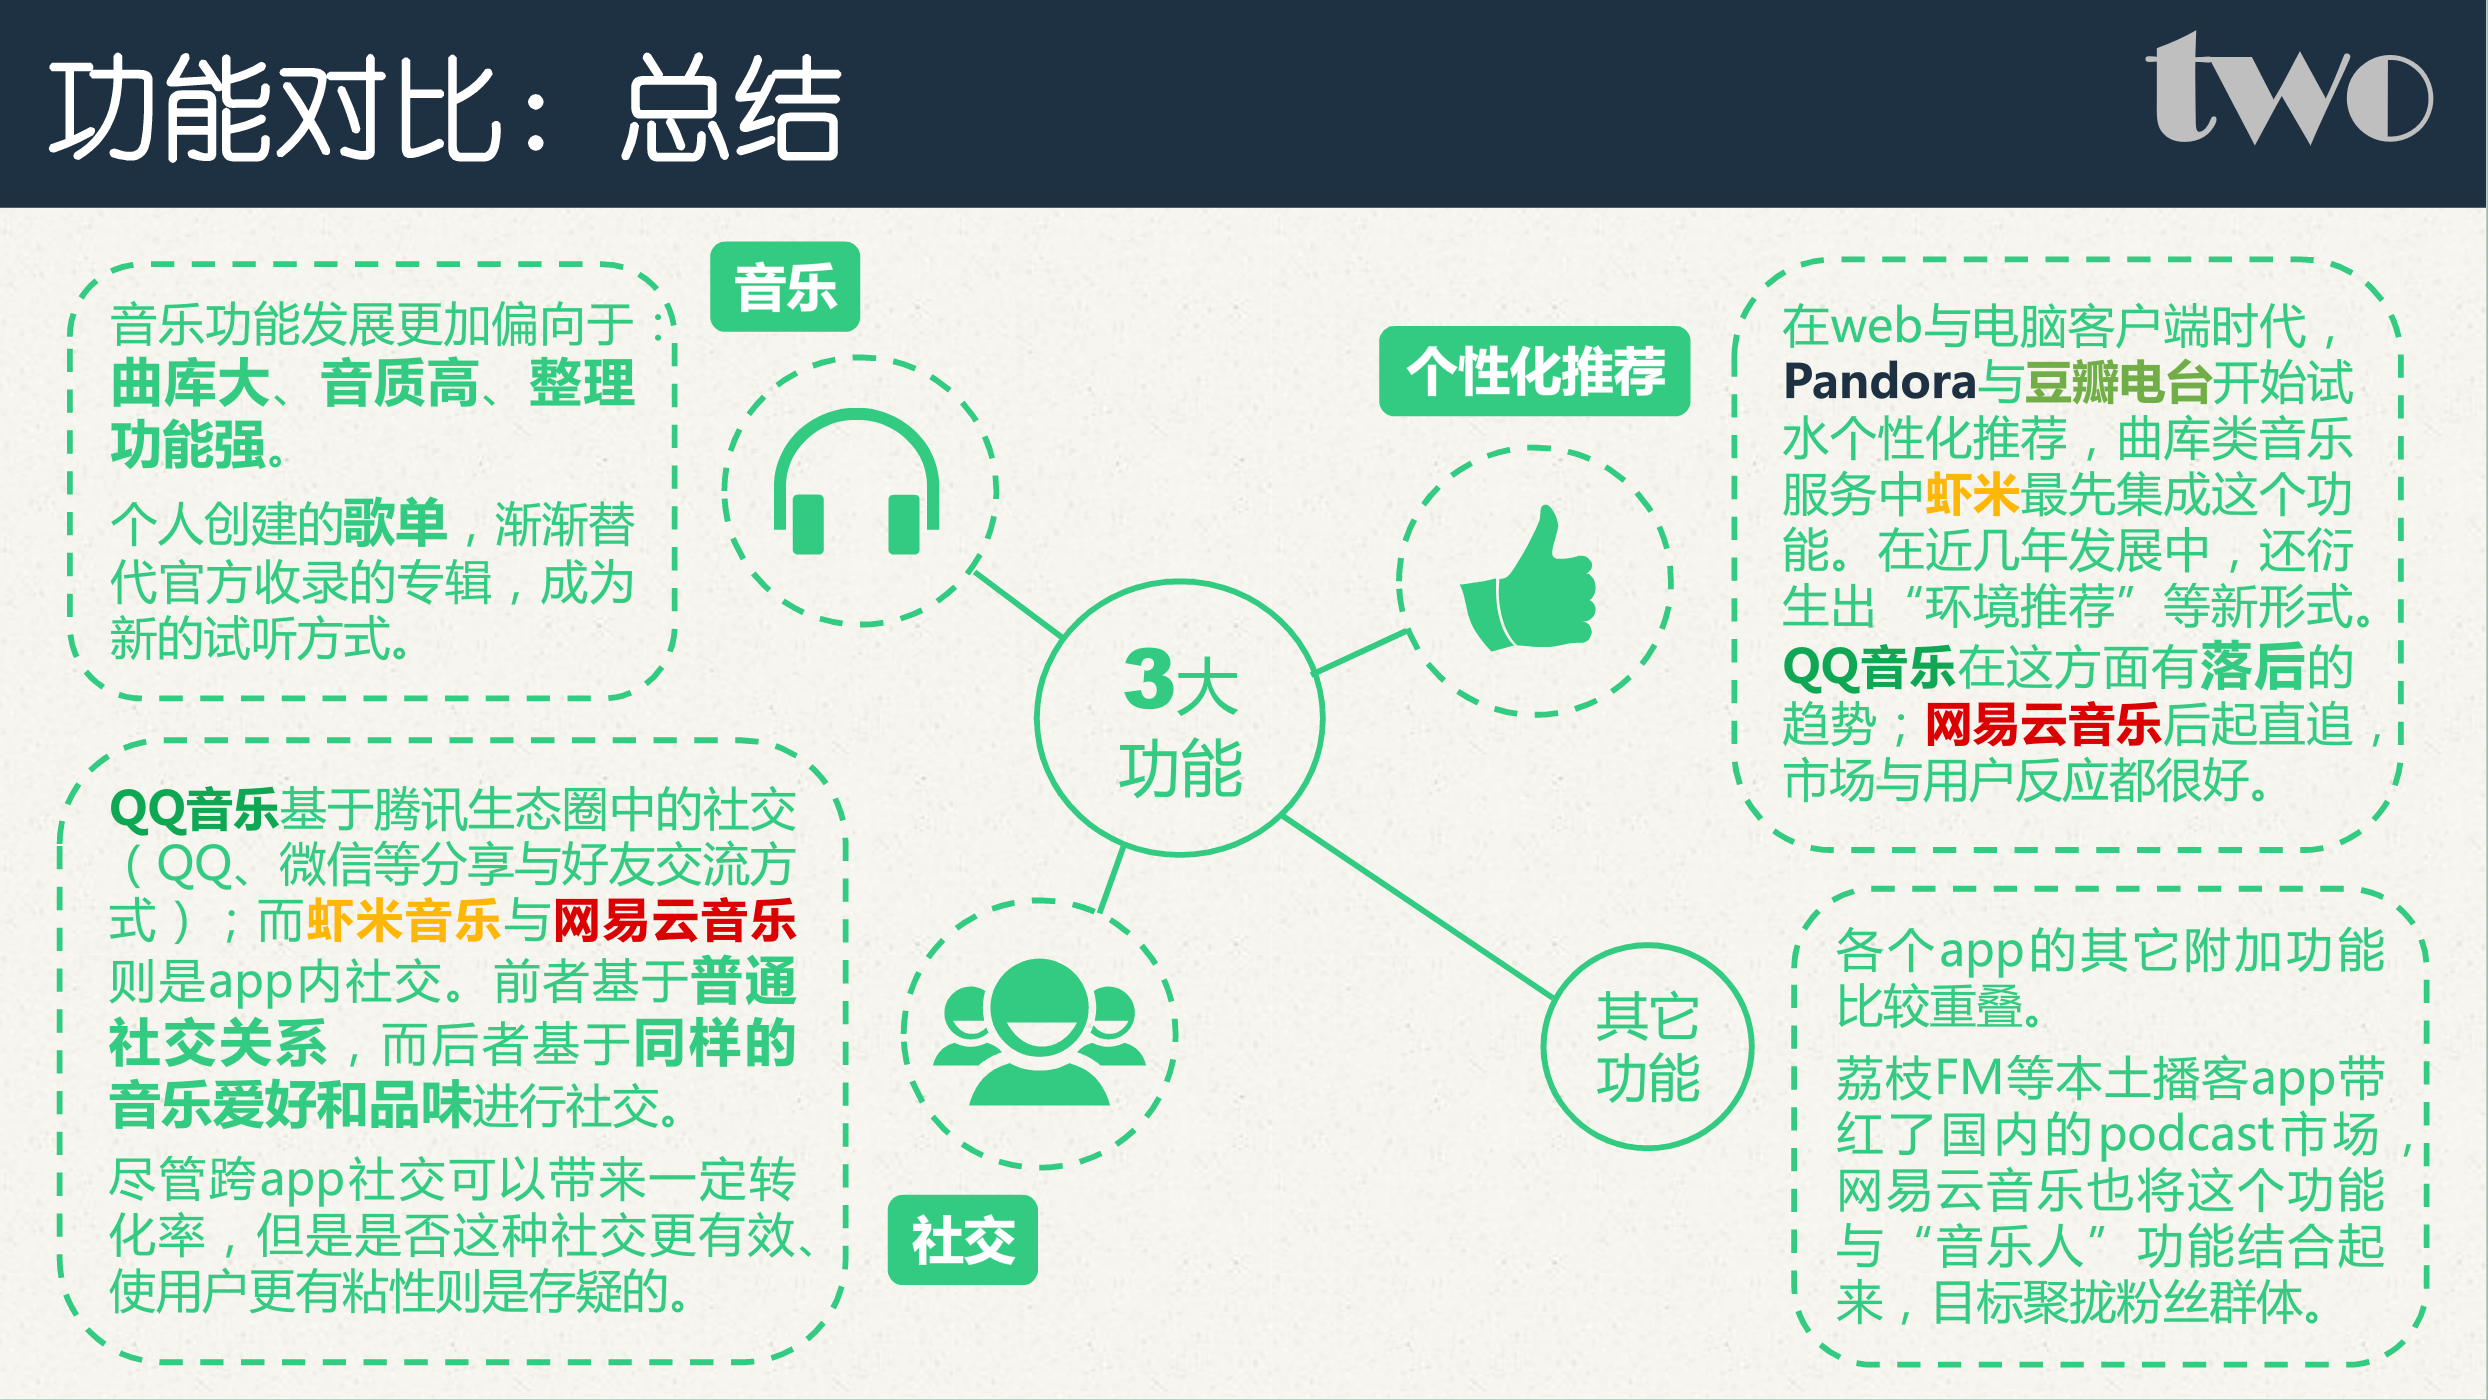 功能对比：总结
two
音乐
音乐功能发展更加偏向于：
曲库大、音质高、整理
功能强。
个人创建的歌单，渐渐替
代官方收录的专辑，成为
新的试听方式。
个性化推荐
在web与电脑客户端时代，
Pandora与豆瓣电台开始试
水个性化推荐，曲库类音乐
服务中虾米最先集成这个功
能。在近几年发展中，还衍
生出“环境推荐”等新形式。
QQ音乐在这方面有落后的
趋势；网易云音乐后起直追，
市场与用户反应都很好。
3大
功能
QQ音乐基于腾讯生态圈中的社交
（QQ、微信等分享与好友交流方
式）；而虾米音乐与网易云音乐
则是app内社交。前者基于普通
社交关系，而后者基于同样的
音乐爱好和品味进行社交。
尽管跨app社交可以带来一定转
化率，但是是否这种社交更有效、
使用户更有粘性则是存疑的。
社交
其它
功能
各个app的其它附加功能
比较重叠。
荔枝FM等本土播客app带
红了国内的podcast市场，
网易云音乐也将这个功能
与“音乐人”功能结合起
来，目标聚拢粉丝群体。